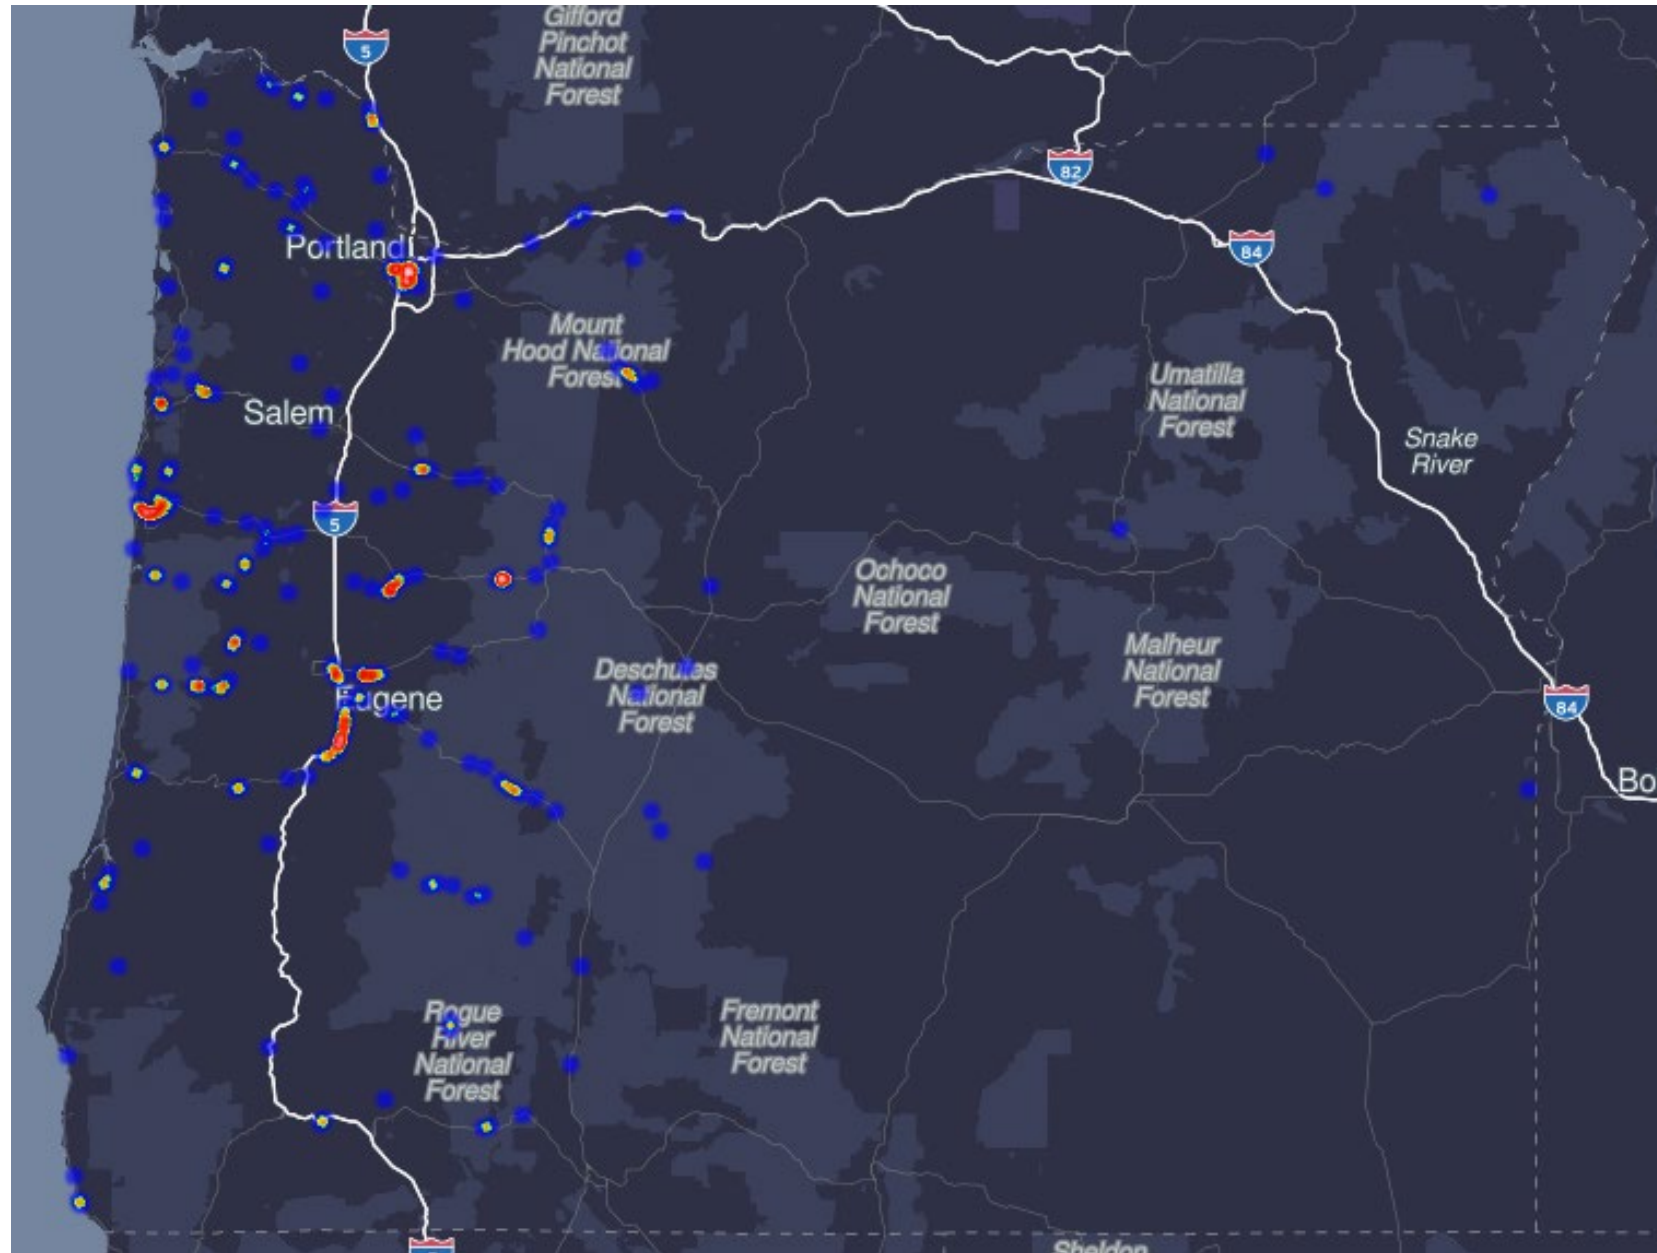 Gifford
Pinchot
National
Forest
5
82
Portland
84
Mount
Hood National
Forest
Umatilla
National
Forest
Salem
Snake
River
5
Ochoco
National
Forest
Malheur
National
Forest
Deschutes
National
Forest
Eugene
84
Bo
Rogue
River
National
Forest
Fremont
National
Forest
Sheldon